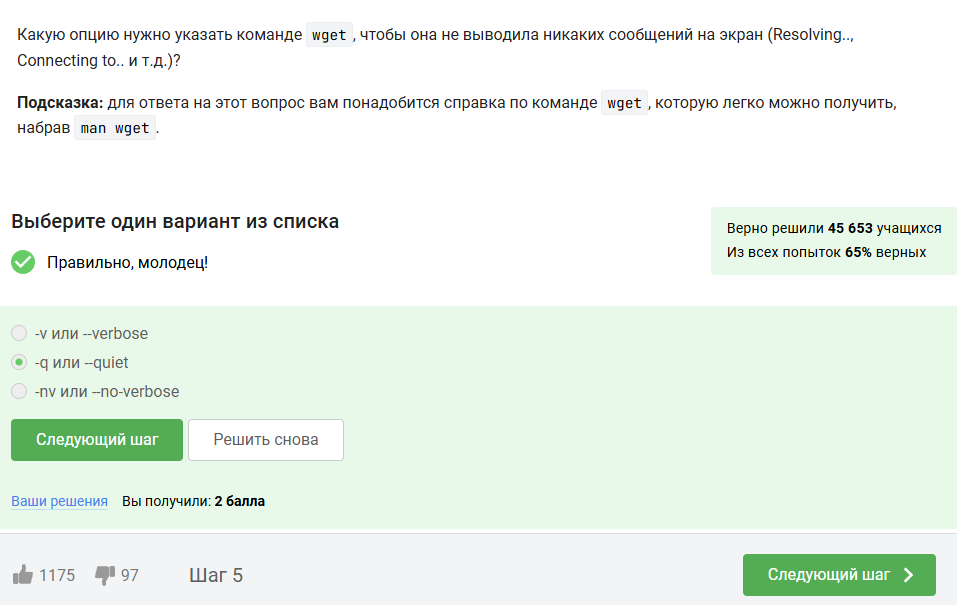 Какую опцию нужно указать команде wget, чтобы она не выводила никаких сообщений на экран (Resolving..,
Connecting to.. и т.д.)?
Подсказка: для ответа на этот вопрос вам понадобится справка по команде wget, которую легко можно получить,
набрав man wget.
Выберите один вариант из списка
Правильно, молодец!
Верно решили 45 653 учащихся
Из всех попыток 65% верных
-v или --verbose
-q или --quiet
-nv или --no-verbose
Следующий шаг
Решить снова
Ваши решения Вы получили: 2 балла
1175 97 Шаг 5 Следующий шаг